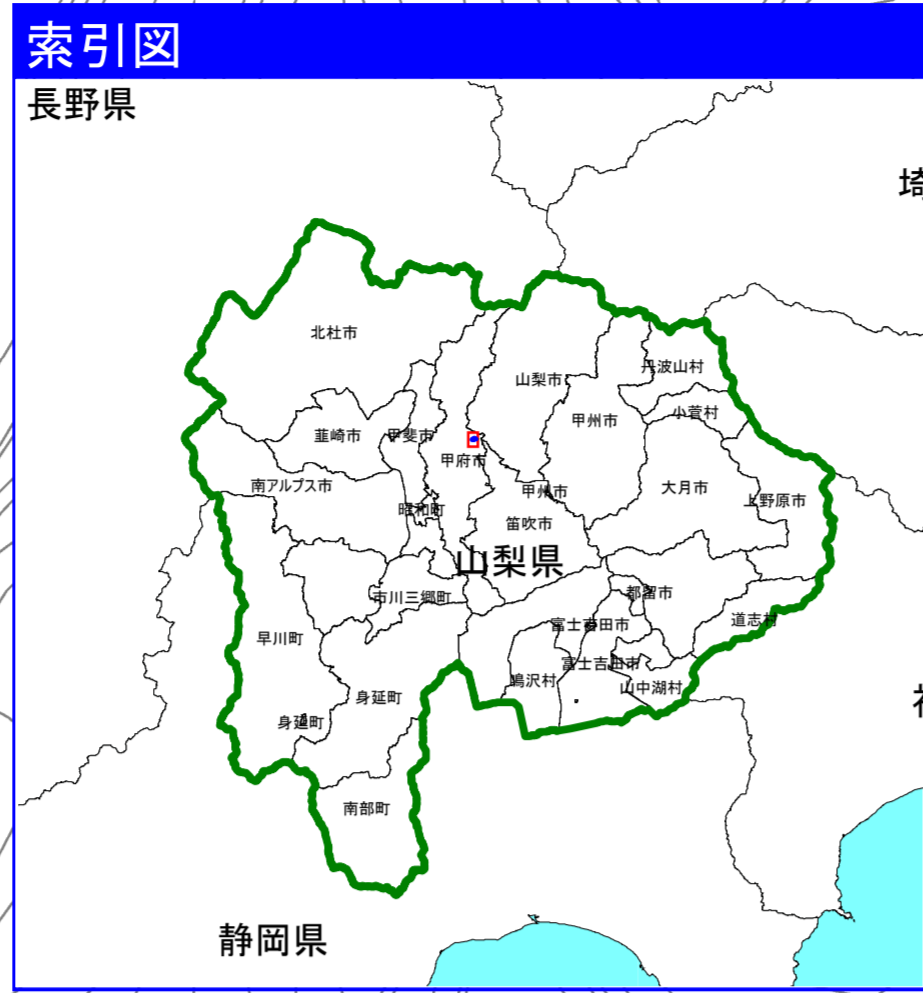 索引図
長野県
埼
北杜市
丹波山村
山梨市
小菅村
甲州市
韮崎市
甲斐市
甲府市
南アルプス市
甲州市
大月市
上野原市
昭和町
笛吹市
山梨県
市川三郷町
都留市
道志村
富士吉田市
早川町
富士吉田市
鳴沢村
山中湖村
身延町
身延町
南部町
静岡県